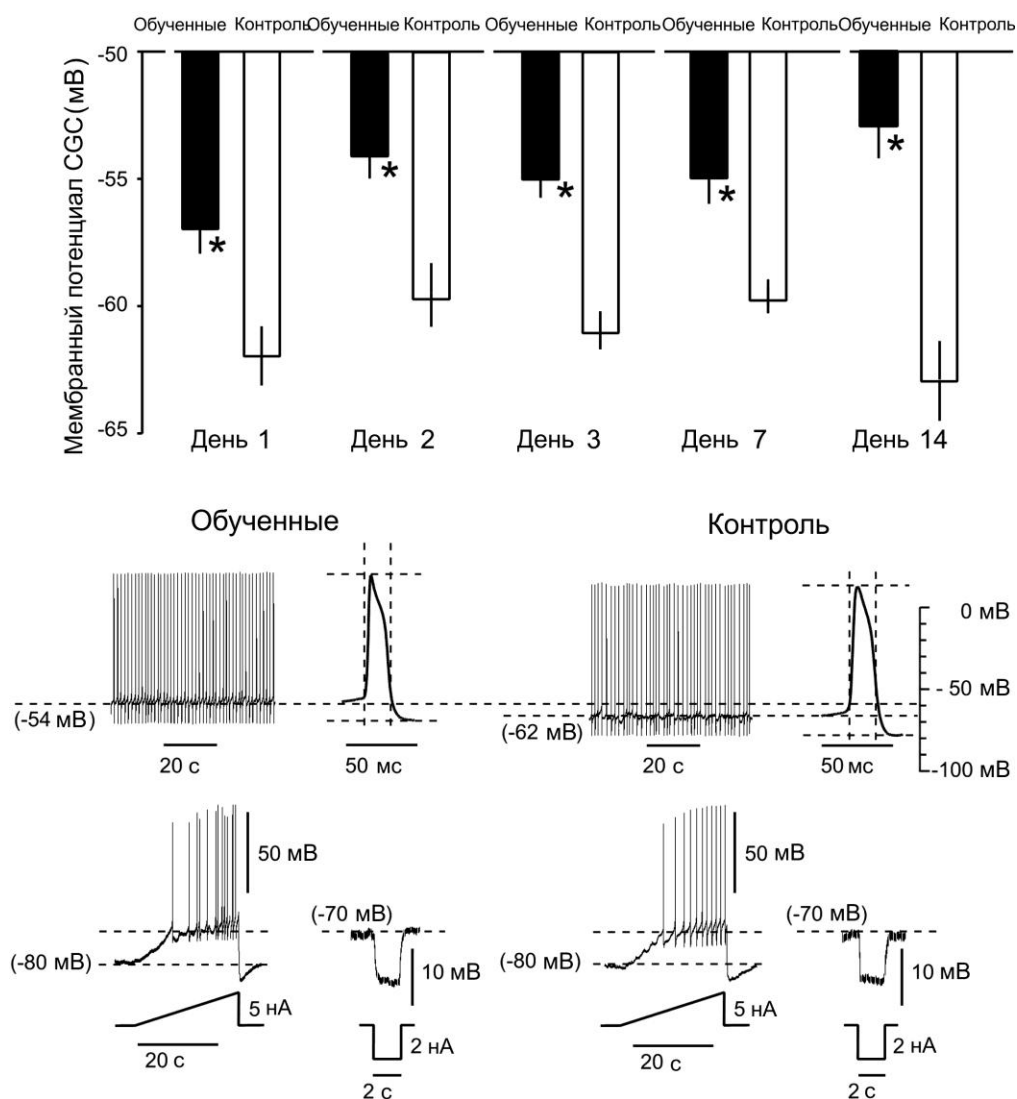 Обученные Контроль Обученные Контроль Обученные Контроль Обученные Контроль Обученные Контроль
Мембранный потенциал CGC (мВ)
-50
-55
-60
-65
* * * * *
День 1 День 2 День 3 День 7 День 14
Обученные Контроль
0 мВ
-50 мВ
-100 мВ
(-54 мВ) (-62 мВ)
20 с 50 мс 20 с 50 мс
50 мВ 50 мВ
(-70 мВ) (-70 мВ)
(-80 мВ) 10 мВ (-80 мВ) 10 мВ
5 нА 5 нА
2 нА 2 нА
20 с 20 с
2 с 2 с